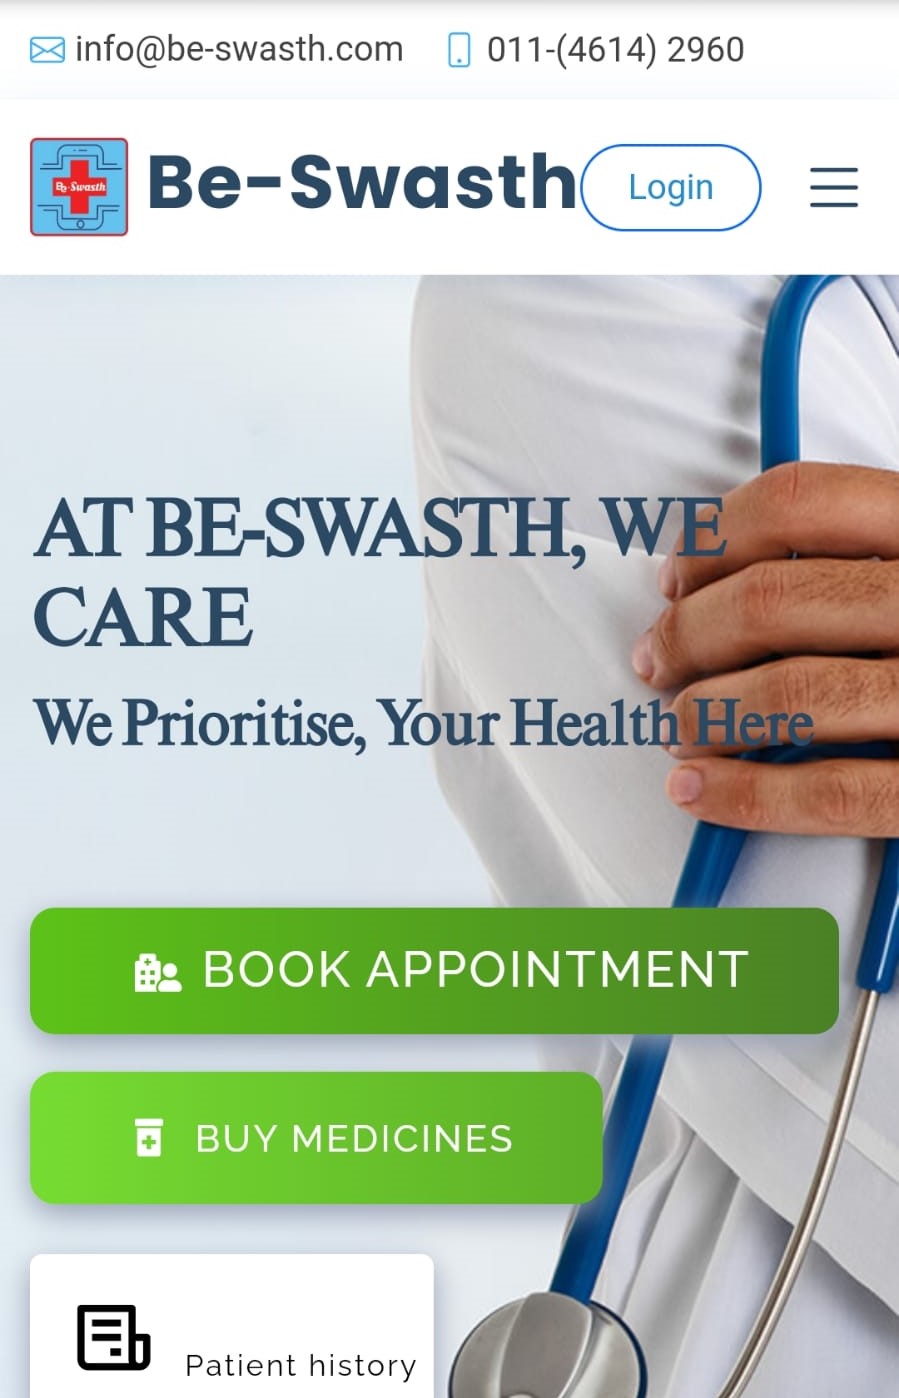 info@be-swasth.com 011-(4614) 2960
Be-Swasth
Be-Swasth Login
AT BE-SWASTH, WE
CARE
We Prioritise, Your Health Here
BOOK APPOINTMENT
BUY MEDICINES
Patient history